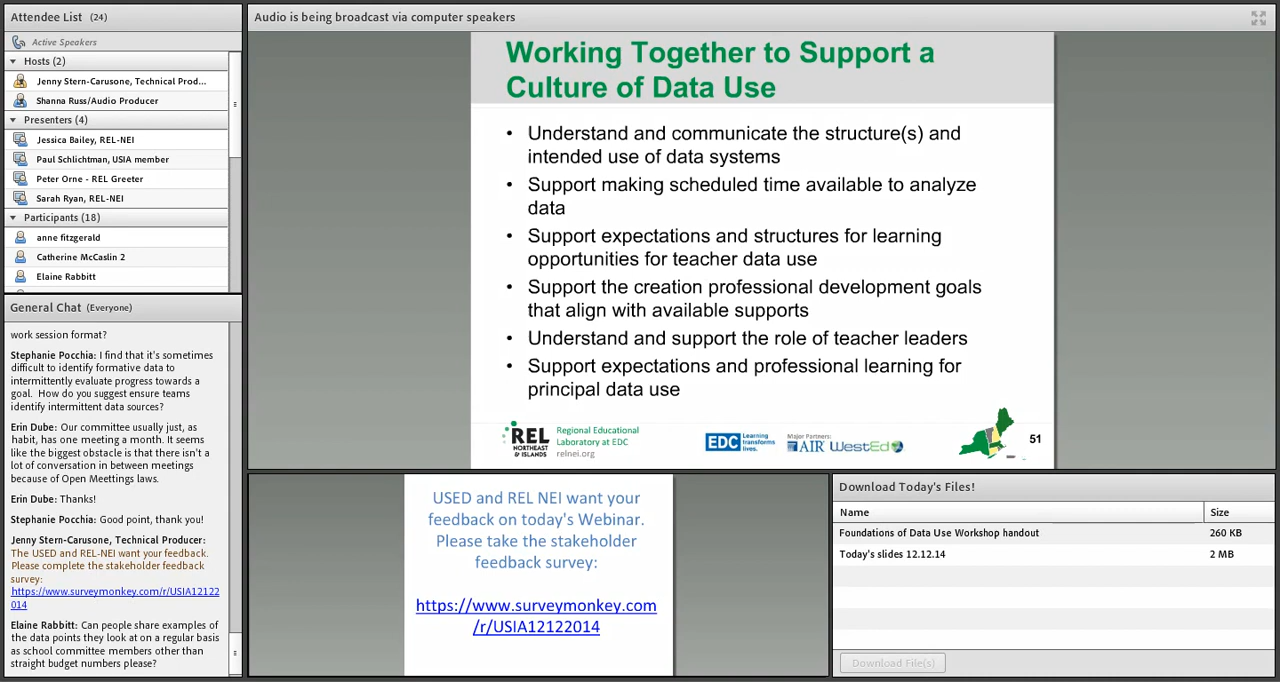 Attendee List (24)
Active Speakers
Hosts (2)
Jenny Stern-Carusone, Technical Prod...
Shanna Russ/Audio Producer
Presenters (4)
Jessica Bailey, REL-NEI
Paul Schlichtman, USIA member
Peter Orne - REL Greeter
Sarah Ryan, REL-NEI
Participants (18)
anne fitzgerald
Catherine McCaslin 2
Elaine Rabbitt
General Chat (Everyone)
work session format?
Stephanie Pocchia: I find that it's sometimes
difficult to identify formative data to
intermittently evaluate progress towards a
goal. How do you suggest ensure teams
identify intermittent data sources?
Erin Dube: Our committee usually just, as
habit, has one meeting a month. It seems
like the biggest obstacle is that there isn't a
lot of conversation in between meetings
because of Open Meetings laws.
Erin Dube: Thanks!
Stephanie Pocchia: Good point, thank you!
Jenny Stern-Carusone, Technical Producer:
The USED and REL-NEI want your feedback.
Please complete the stakeholder feedback
survey:
https://www.surveymonkey.com/r/USIA12122
014
Elaine Rabbitt: Can people share examples of
the data points they look at on a regular basis
as school committee members other than
straight budget numbers please?
Audio is being broadcast via computer speakers
Working Together to Support a
Culture of Data Use
• Understand and communicate the structure(s) and
intended use of data systems
• Support making scheduled time available to analyze
data
• Support expectations and structures for learning
opportunities for teacher data use
• Support the creation professional development goals
that align with available supports
• Understand and support the role of teacher leaders
• Support expectations and professional learning for
principal data use
REL
NORTHEAST
& ISLANDS
Regional Educational
Laboratory at EDC
relnei.org
EDC Learning
transforms
lives.
Major Partners:
AIR WestEd
51
USED and REL NEI want your
feedback on today's Webinar.
Please take the stakeholder
feedback survey:
https://www.surveymonkey.com
/r/USIA12122014
Download Today's Files!
Name Size
Foundations of Data Use Workshop handout 260 KB
Today's slides 12.12.14 2 MB
Download File(s)